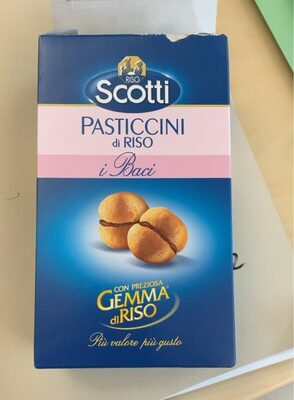 RISO
Scotti
PASTICCINI
di RISO
i Baci
CON PREZIOSA
GEMMA
di RISO
Più valore più gusto